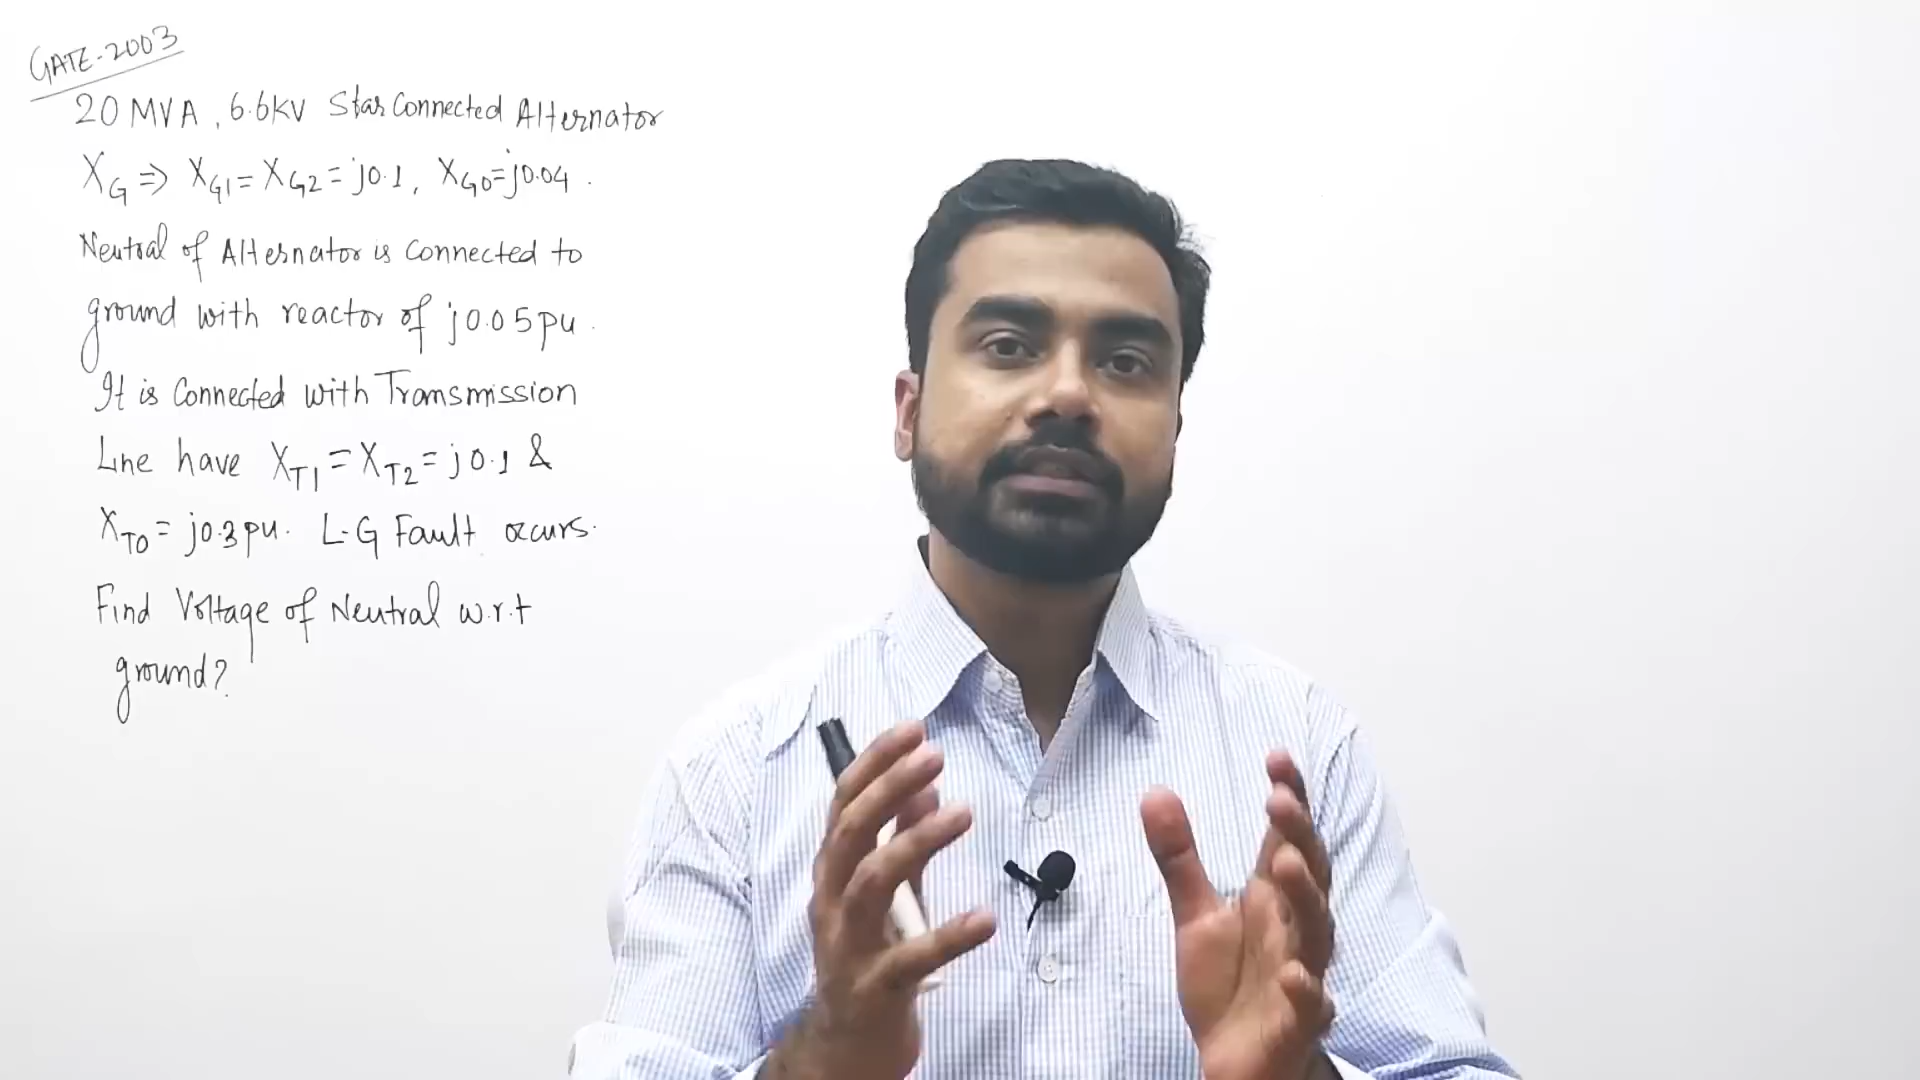 GATE-2003
20 MVA, 6.6kV Star Connected Alternator
XG ⇒ XG1 = XG2 = j0.1, XG0 = j0.04.
Neutral of Alternator is connected to
ground with reactor of j0.05pu.
It is Connected with Transmission
Line have XT1 = XT2 = j0.1 &
XT0 = j0.3pu. L-G Fault occurs.
Find Voltage of Neutral w.r.t
ground?